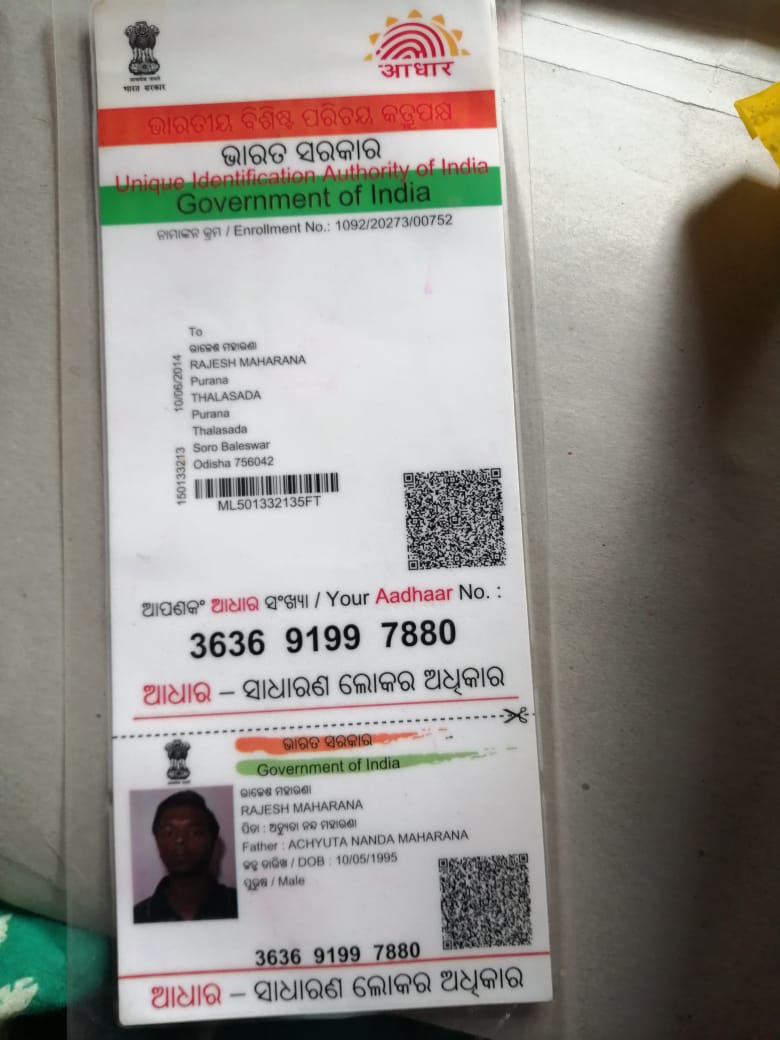 भारत सरकार
आधार
ଭାରତୀୟ ବିଶିଷ୍ଟ ପରିଚୟ କର୍ତ୍ତୃପକ୍ଷ
ଭାରତ ସରକାର
Unique Identification Authority of India
Government of India
ନାମାଙ୍କନ କ୍ରମ / Enrollment No.: 1092/20273/00752
To
ରାଜେଶ ମହାରଣା
RAJESH MAHARANA
Purana
THALASADA
Purana
Thalasada
Soro Baleswar
Odisha 756042
10/06/2014
150133213
ML501332135FT
ଆପଣଙ୍କ ଆଧାର ସଂଖ୍ୟା / Your Aadhaar No. :
3636 9199 7880
ଆଧାର – ସାଧାରଣ ଲୋକର ଅଧିକାର
ଭାରତ ସରକାର
Government of India
ରାଜେଶ ମହାରଣା
RAJESH MAHARANA
ପିତା : ଅଚ୍ୟୁତା ନନ୍ଦ ମହାରଣା
Father : ACHYUTA NANDA MAHARANA
ଜନ୍ମ ତାରିଖ / DOB : 10/05/1995
ପୁରୁଷ / Male
3636 9199 7880
ଆଧାର – ସାଧାରଣ ଲୋକର ଅଧିକାର